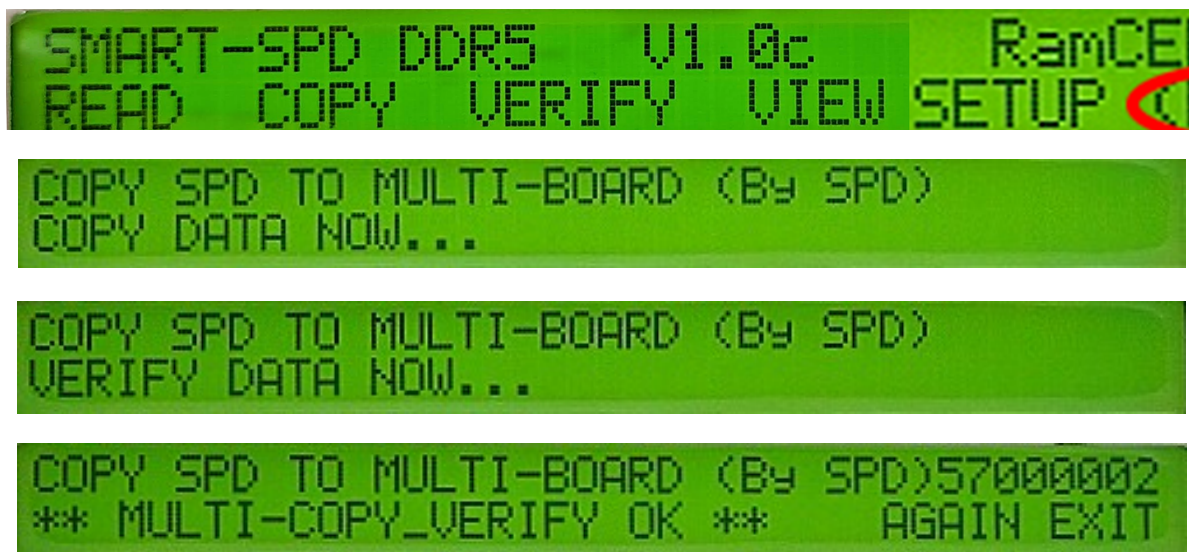 SMART-SPD DDR5 V1.0c RamCE
READ COPY VERIFY VIEW SETUP
COPY SPD TO MULTI-BOARD (By SPD)
COPY DATA NOW...
COPY SPD TO MULTI-BOARD (By SPD)
VERIFY DATA NOW...
COPY SPD TO MULTI-BOARD (By SPD)57000002
** MULTI-COPY_VERIFY OK ** AGAIN EXIT